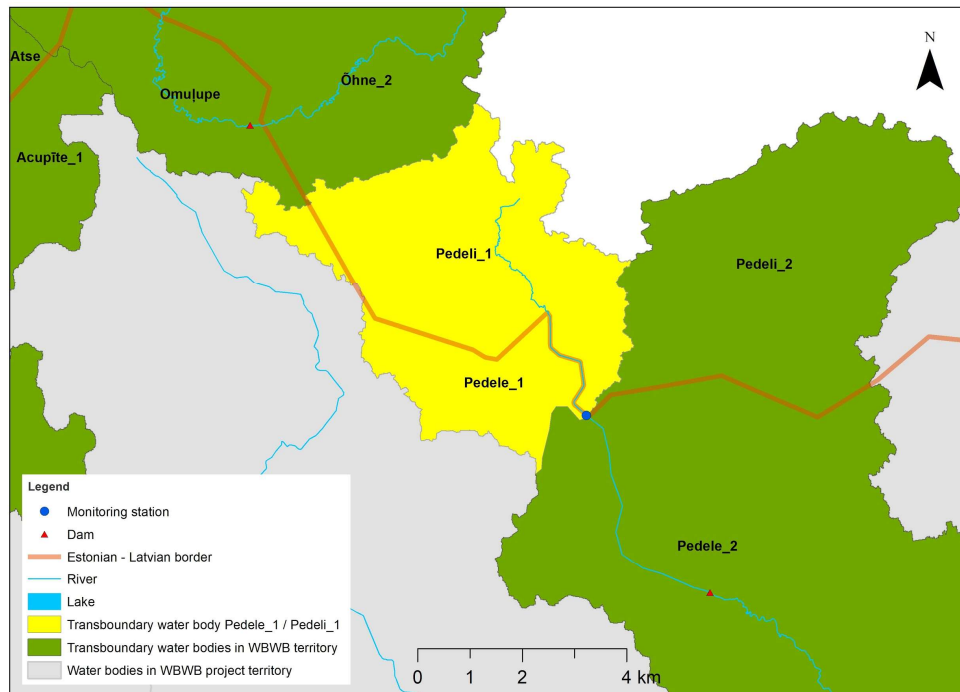 N
Atse
Õhne_2
Omuļupe
Acupīte_1
Pedeli_1
Pedeli_2
Pedele_1
Pedele_2
Legend
Monitoring station
Dam
Estonian - Latvian border
River
Lake
Transboundary water body Pedele_1 / Pedeli_1
Transboundary water bodies in WBWB territory
Water bodies in WBWB project territory
0 1 2 4 km